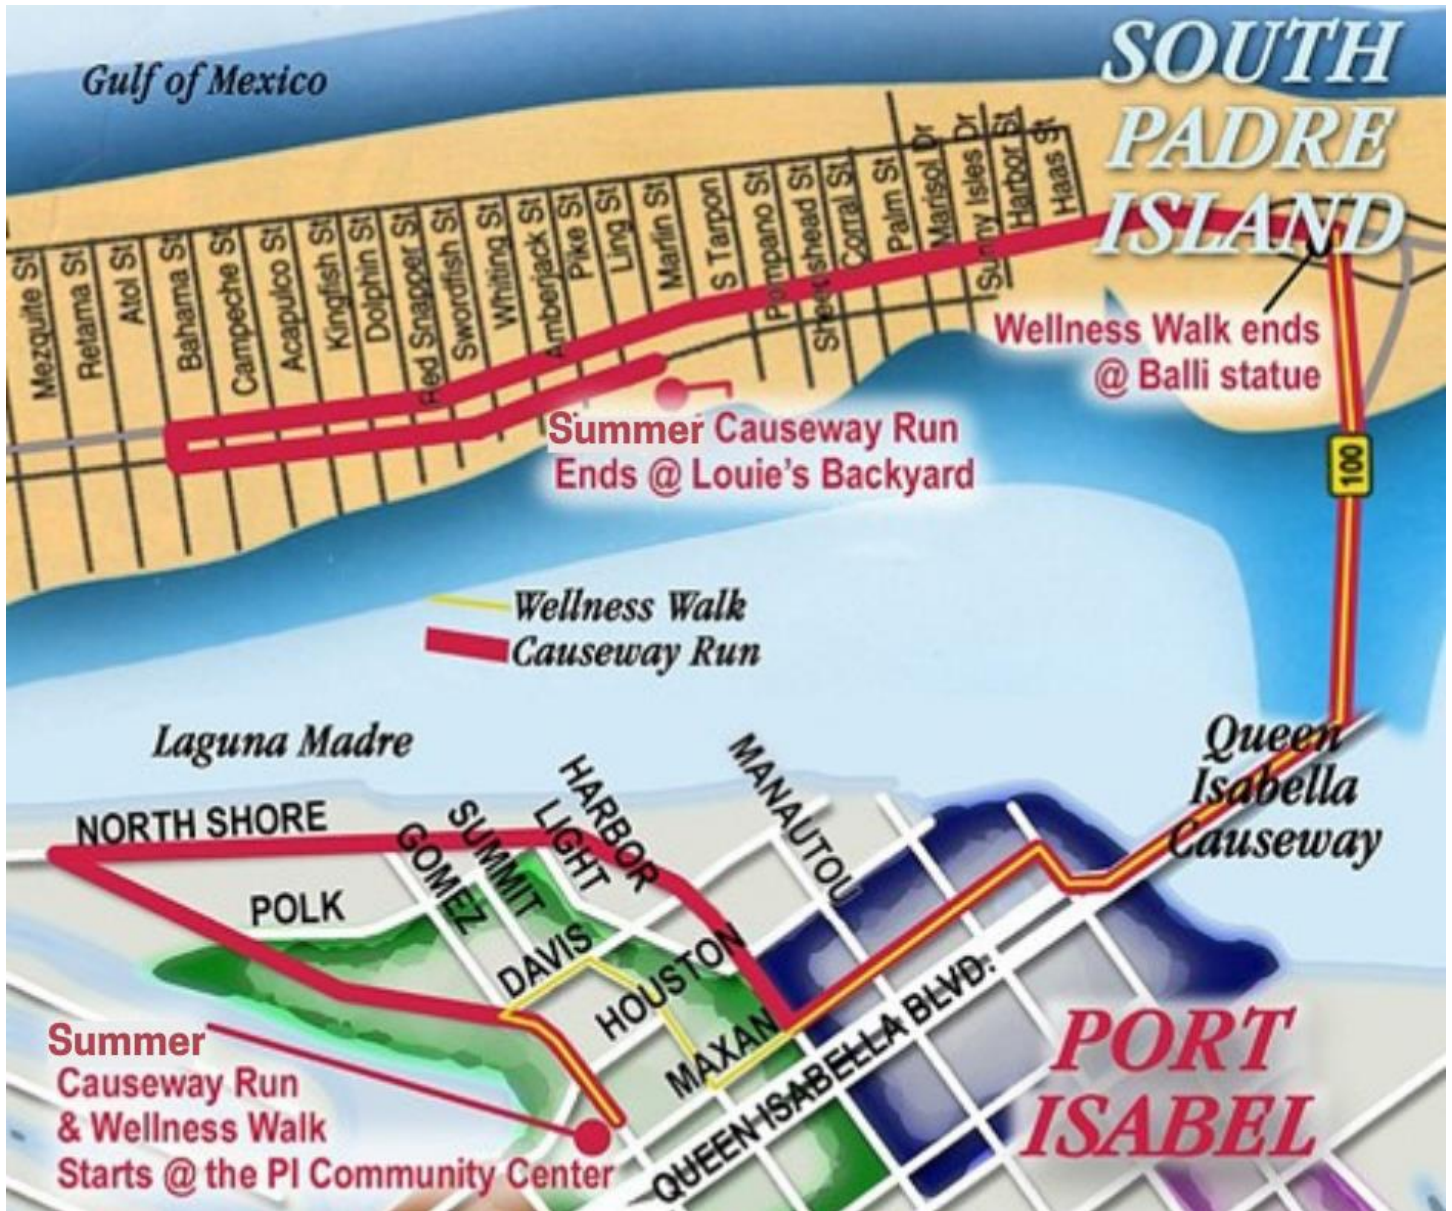 SOUTH
PADRE
ISLAND
Gulf of Mexico
Mezquite St
Retama St
Atol St
Bahama St
Campeche St
Acapulco St
Kingfish St
Dolphin St
Red Snapper St
Swordfish St
Whiting St
Amberjack St
Pike St
Ling St
Marlin St
S Tarpon
Pompano St
Sheepshead St
Corral St
Palm St
Marisol Dr
Sunny Isles Dr
Harbor St
Haas St
Wellness Walk ends
@ Balli statue
Summer Causeway Run
Ends @ Louie's Backyard
100
Wellness Walk
Causeway Run
Laguna Madre
Queen
Isabella
Causeway
NORTH SHORE
POLK
GOMEZ
SUMMIT
HARBOR
LIGHT
MANAUTOU
DAVIS
HOUSTON
MAXAN
QUEEN ISABELLA BLVD.
PORT
ISABEL
Summer
Causeway Run
& Wellness Walk
Starts @ the PI Community Center